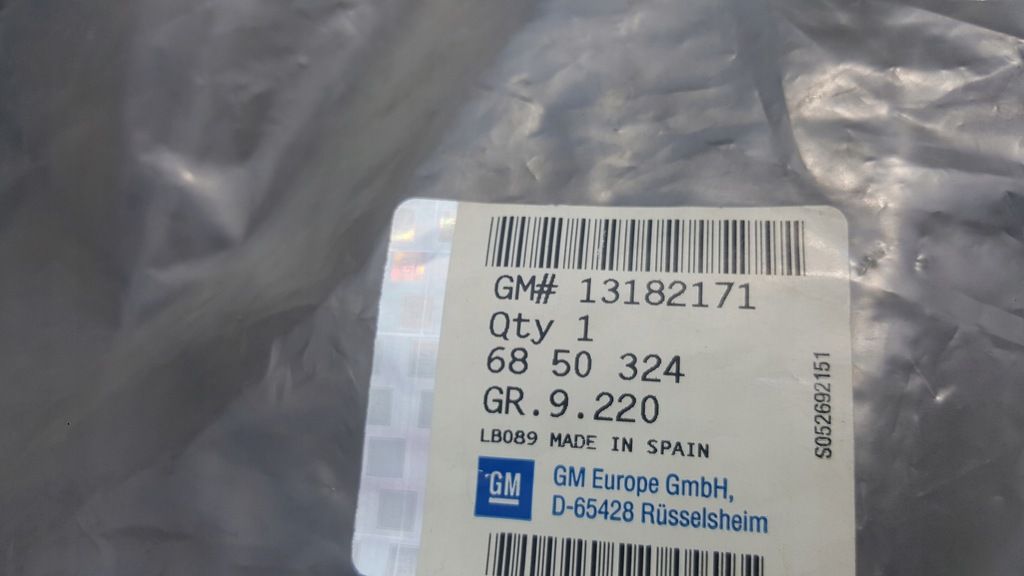 GM# 13182171
Qty 1
68 50 324
GR.9.220
LB089 MADE IN SPAIN
GM
GM Europe GmbH,
D-65428 Rüsselsheim
S052692151